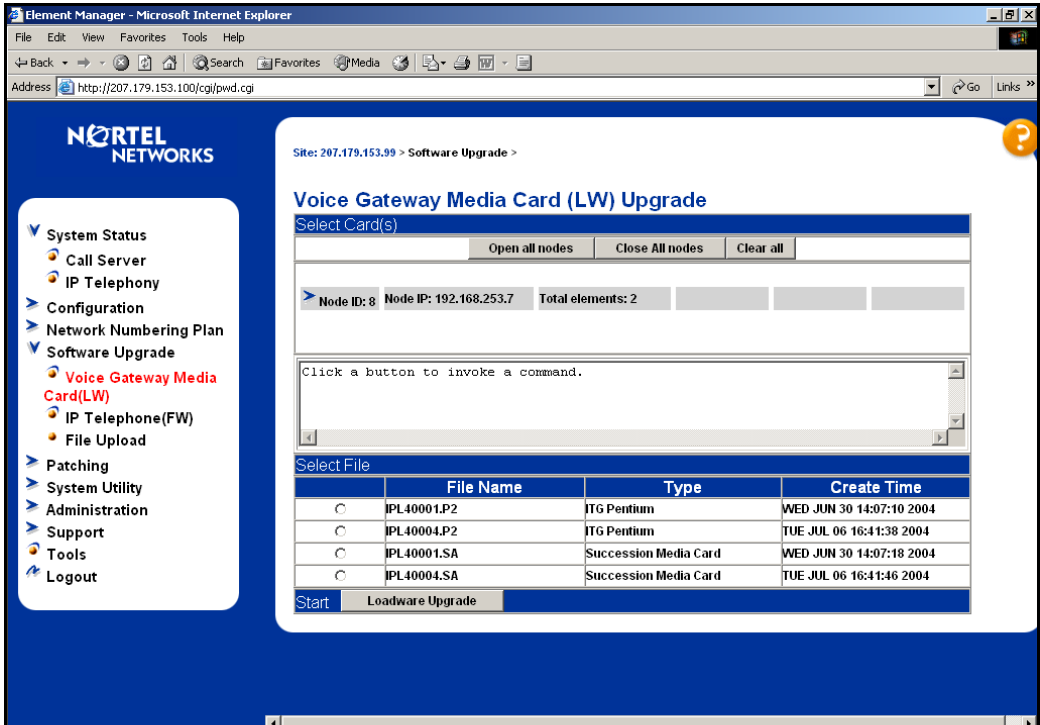 Element Manager - Microsoft Internet Explorer
File Edit View Favorites Tools Help
Back Search Favorites Media
Address http://207.179.153.100/cgi/pwd.cgi Go Links »
NORTEL
NETWORKS
Site: 207.179.153.99 > Software Upgrade >
?
Voice Gateway Media Card (LW) Upgrade
System Status
Call Server
IP Telephony
Configuration
Network Numbering Plan
Software Upgrade
Voice Gateway Media
Card(LW)
IP Telephone(FW)
File Upload
Patching
System Utility
Administration
Support
Tools
Logout
Select Card(s)
Open all nodes Close All nodes Clear all
Node ID: 8 Node IP: 192.168.253.7 Total elements: 2
Click a button to invoke a command.
Select File
File Name Type Create Time
IPL40001.P2 ITG Pentium WED JUN 30 14:07:10 2004
IPL40004.P2 ITG Pentium TUE JUL 06 16:41:38 2004
IPL40001.SA Succession Media Card WED JUN 30 14:07:18 2004
IPL40004.SA Succession Media Card TUE JUL 06 16:41:46 2004
Start Loadware Upgrade